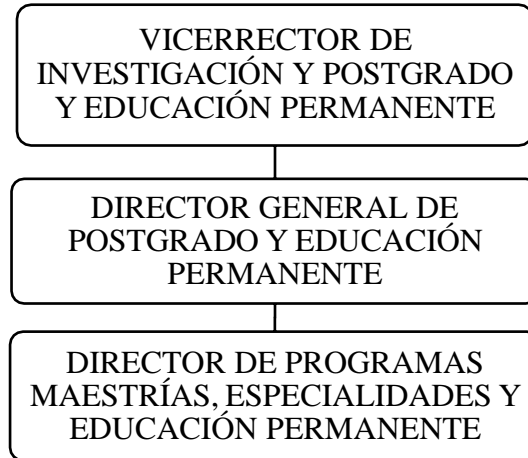 VICERRECTOR DE
INVESTIGACIÓN Y POSTGRADO
Y EDUCACIÓN PERMANENTE
DIRECTOR GENERAL DE
POSTGRADO Y EDUCACIÓN
PERMANENTE
DIRECTOR DE PROGRAMAS
MAESTRÍAS, ESPECIALIDADES Y
EDUCACIÓN PERMANENTE